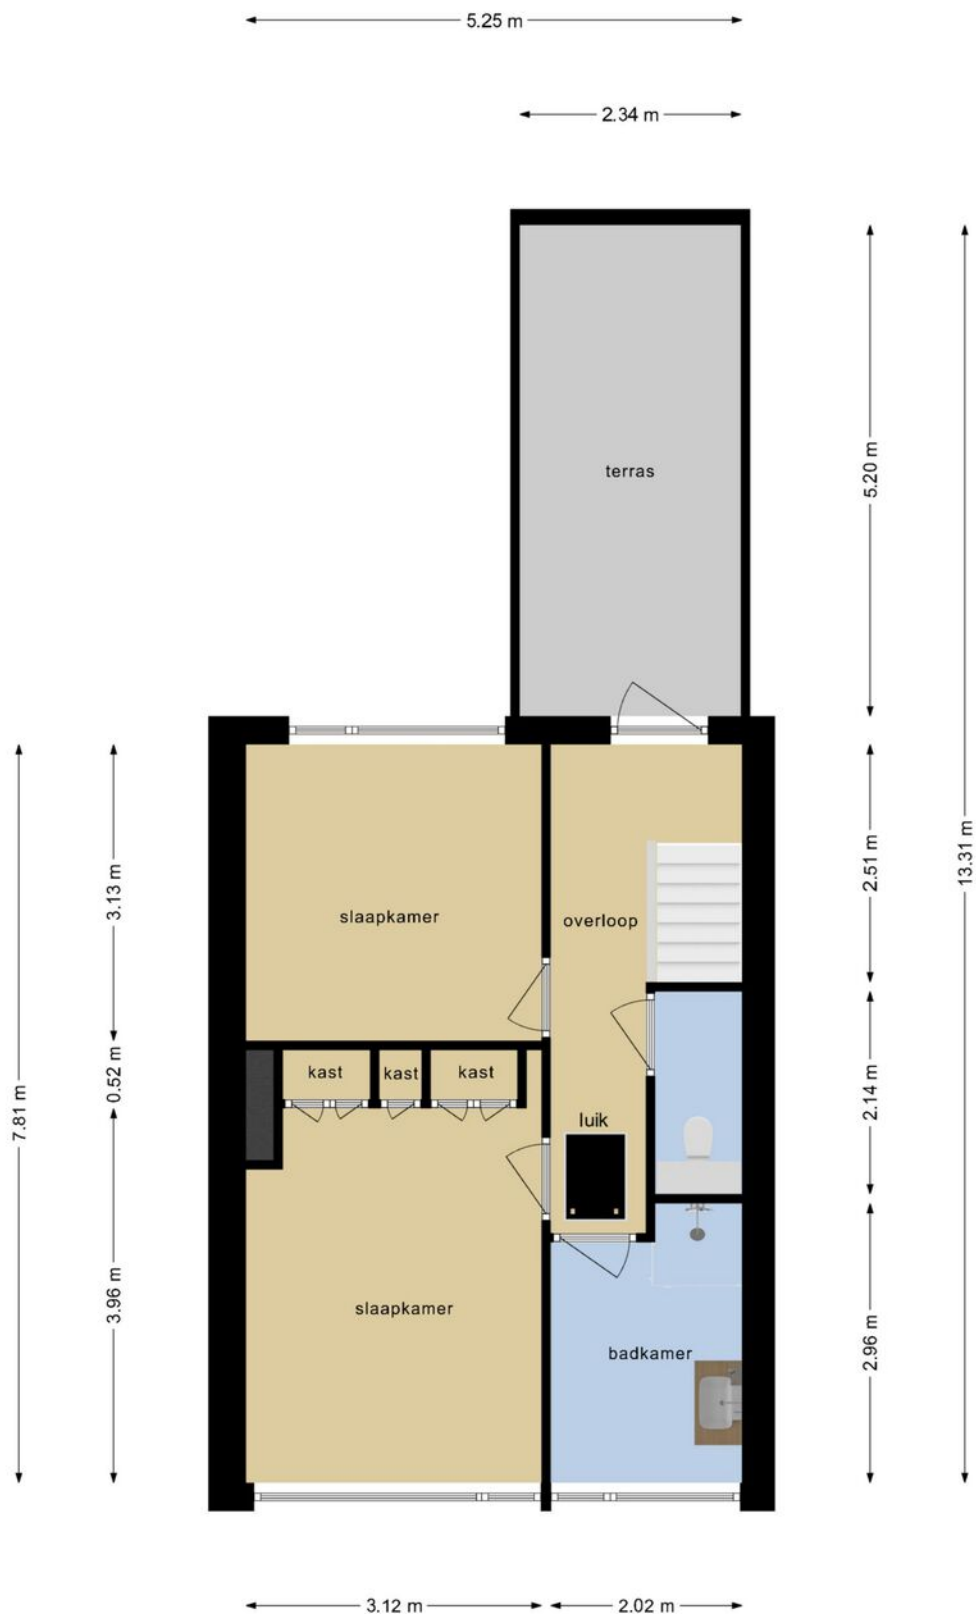 5.25 m
2.34 m
5.20 m
terras
13.31 m
7.81 m
3.13 m
2.51 m
slaapkamer
overloop
0.52 m
kast
kast
kast
2.14 m
luik
3.96 m
slaapkamer
badkamer
2.96 m
3.12 m
2.02 m